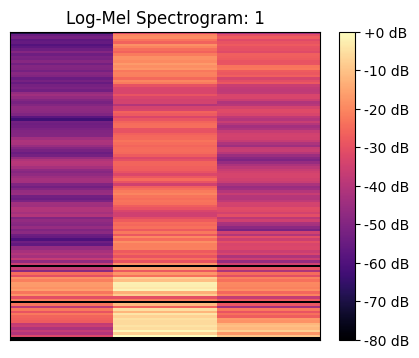 Log-Mel Spectrogram: 1
+0 dB
-10 dB
-20 dB
-30 dB
-40 dB
-50 dB
-60 dB
-70 dB
-80 dB